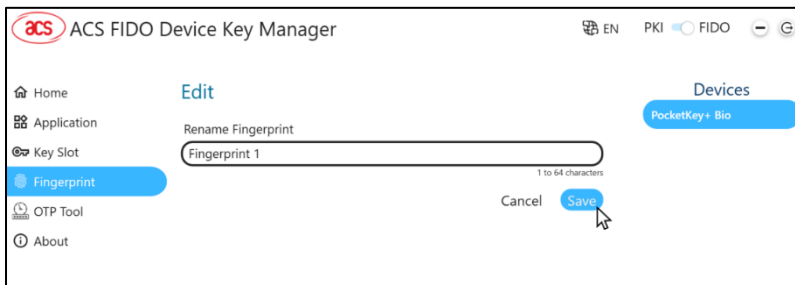 acs ACS FIDO Device Key Manager EN PKI FIDO
Home
Application
Key Slot
Fingerprint
OTP Tool
About
Edit
Rename Fingerprint
Fingerprint 1
1 to 64 characters
Cancel Save
Devices
PocketKey+ Bio